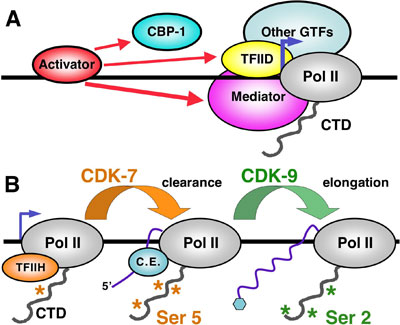 A
CBP-1
Other GTFs
Activator
TFIID
Pol II
Mediator
CTD
B
CDK-7
clearance
CDK-9
elongation
Pol II
Pol II
Pol II
TFIIH
C.E.
5'
*
* * *
* * *
CTD
Ser 5
Ser 2